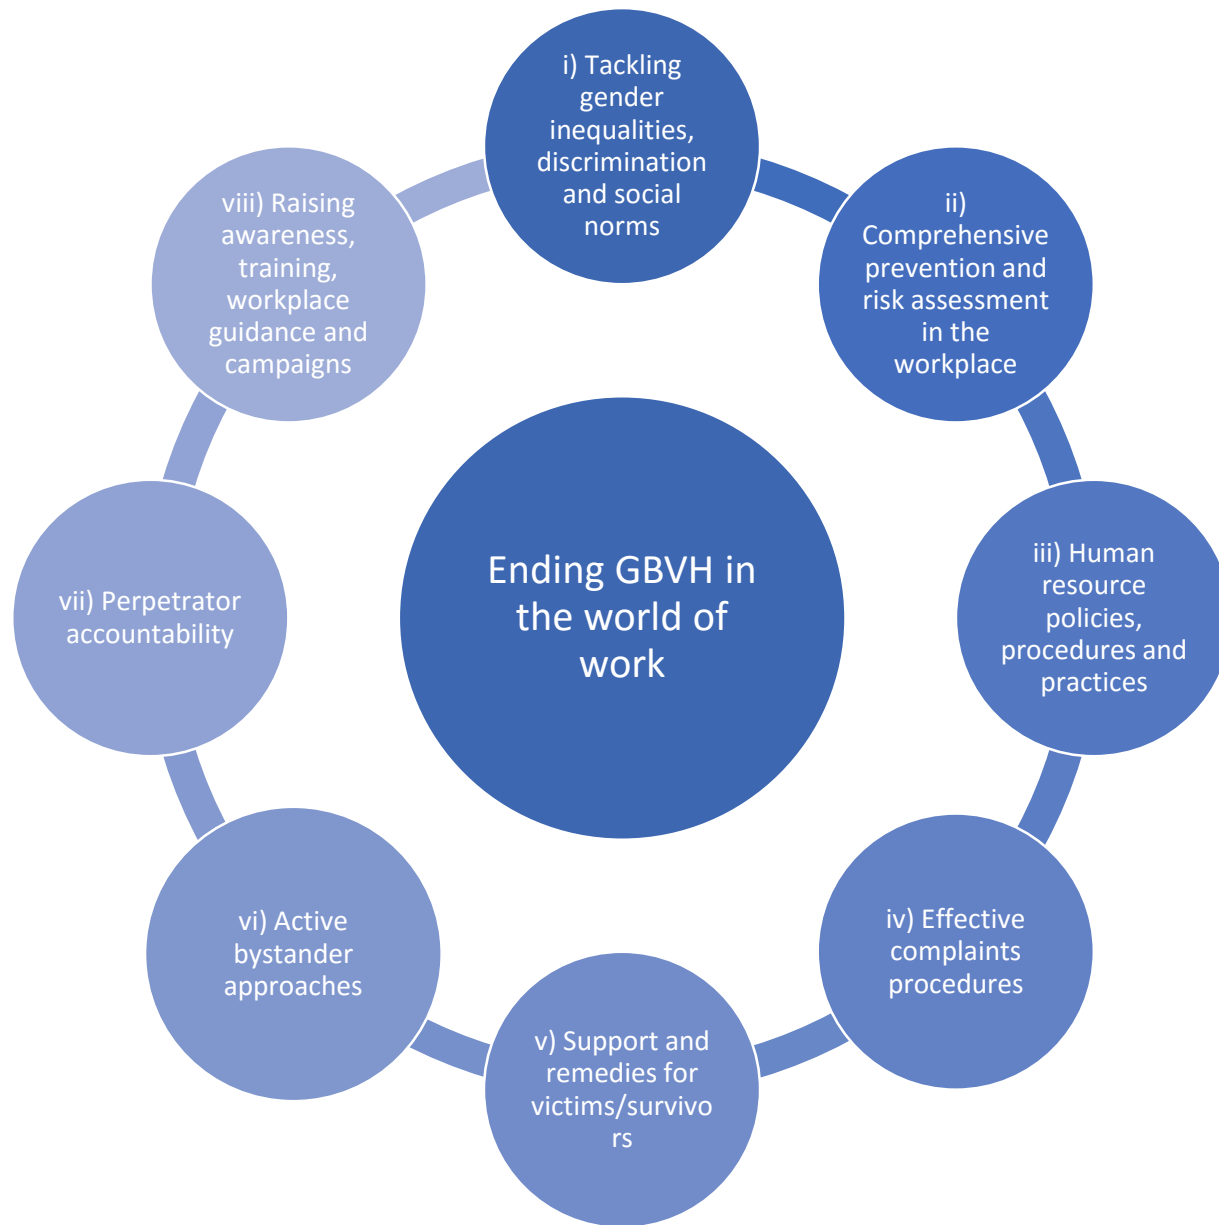 i) Tackling
gender
inequalities,
discrimination
and social
norms
ii)
Comprehensive
prevention and
risk assessment
in the
workplace
iii) Human
resource
policies,
procedures and
practices
iv) Effective
complaints
procedures
v) Support and
remedies for
victims/survivo
rs
vi) Active
bystander
approaches
vii) Perpetrator
accountability
viii) Raising
awareness,
training,
workplace
guidance and
campaigns
Ending GBVH in
the world of
work